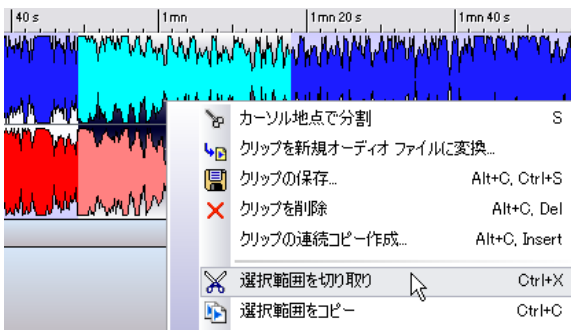 40 s 1mn 1mn 20 s 1mn 40 s
カーソル地点で分割 S
クリップを新規オーディオ ファイルに変換...
クリップの保存... Alt+C, Ctrl+S
クリップを削除 Alt+C, Del
クリップの連続コピー作成... Alt+C, Insert
選択範囲を切り取り Ctrl+X
選択範囲をコピー Ctrl+C